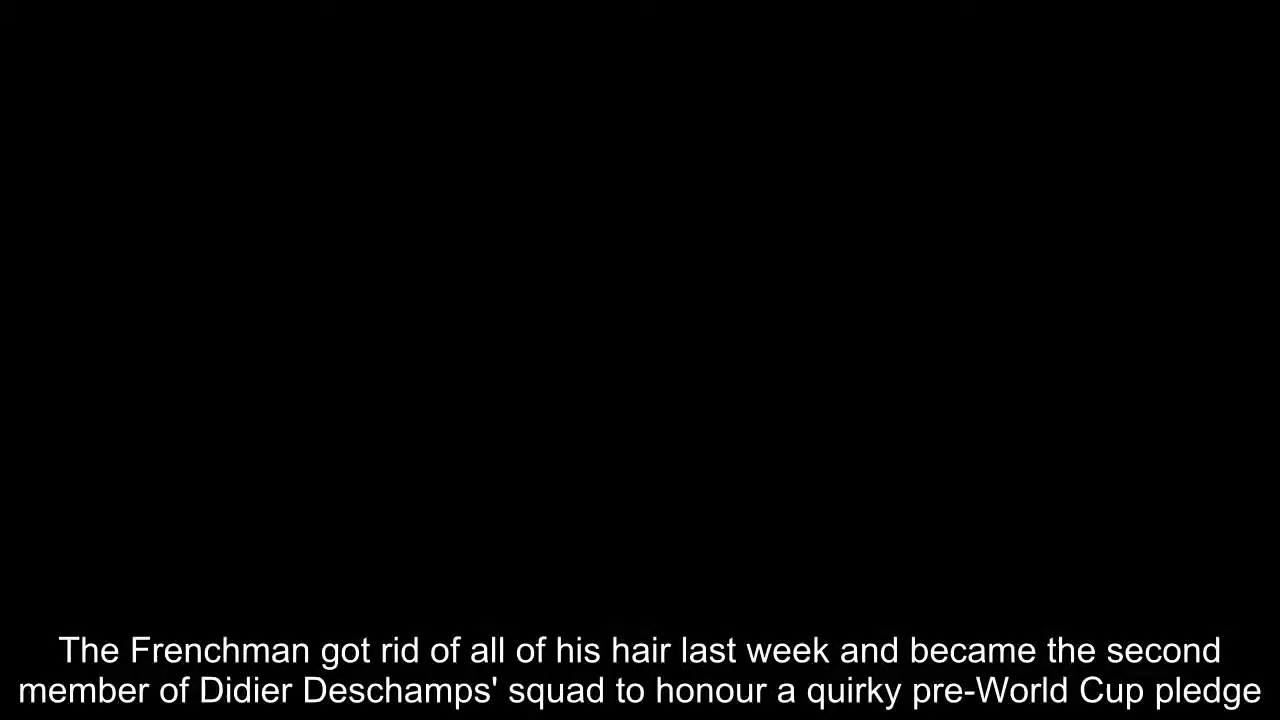 The Frenchman got rid of all of his hair last week and became the second
member of Didier Deschamps' squad to honour a quirky pre-World Cup pledge